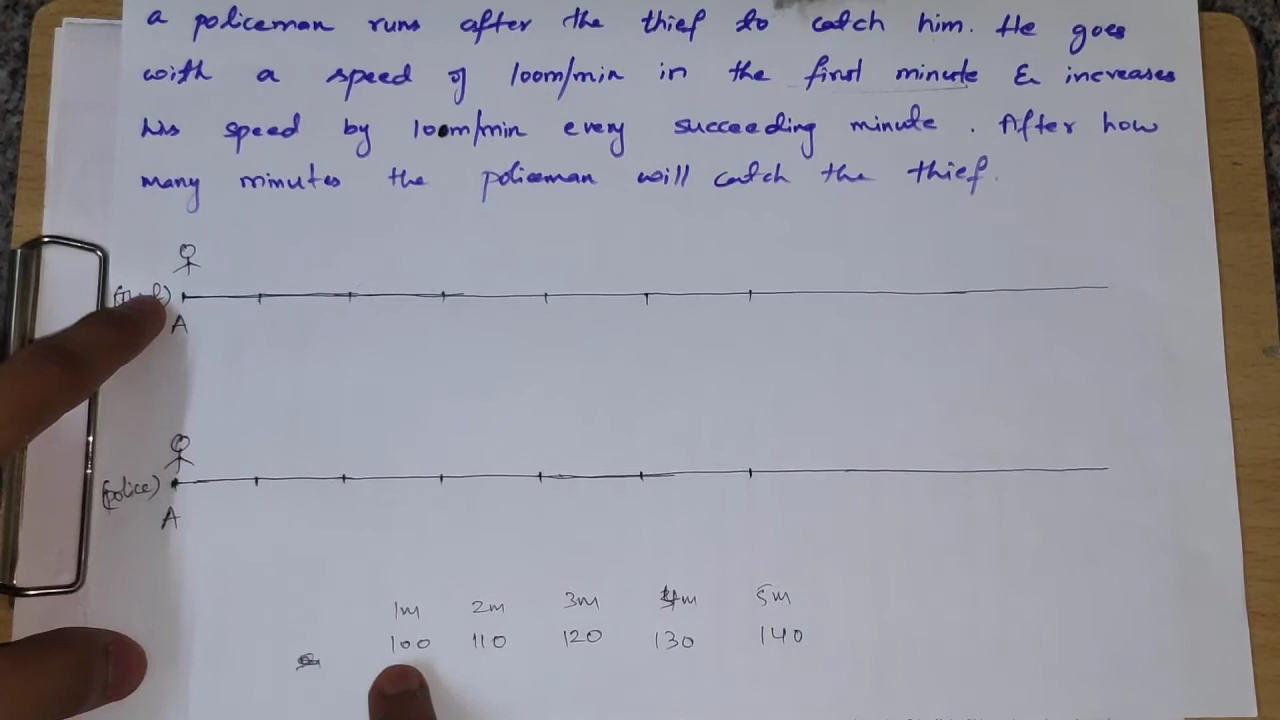 a policeman runs after the thief to catch him. He goes
with a speed of 100m/min in the first minute & increases
his speed by 10m/min every succeeding minute. After how
many minutes the policeman will catch the thief.
A
(police)
A
1m 2m 3m 4m 5m
100 110 120 130 140